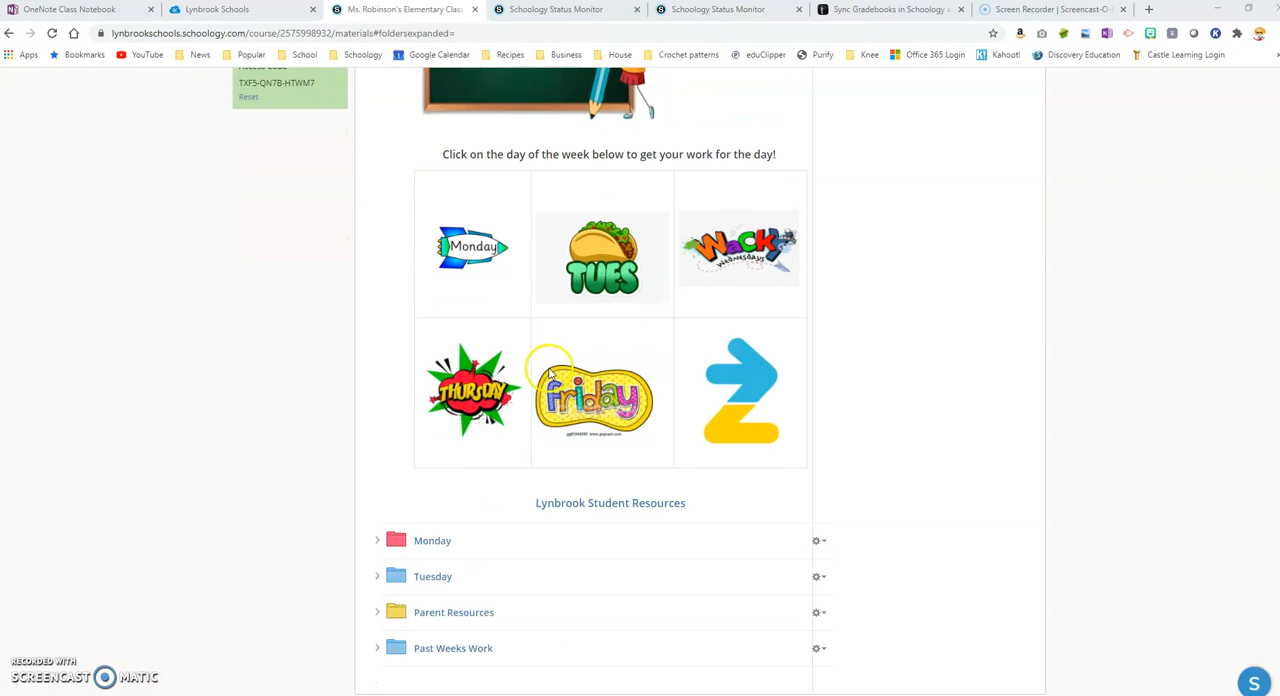 OneNote Class Notebook
Lynbrook Schools
Ms. Robinson's Elementary Class
Schoology Status Monitor
Schoology Status Monitor
Sync Gradebooks in Schoology a
Screen Recorder | Screencast-O-
lynbrookschools.schoology.com/course/2575998932/materials#foldersexpanded=
Apps
Bookmarks
YouTube
News
Popular
School
Schoology
Google Calendar
Recipes
Business
House
Crochet patterns
eduClipper
Purify
Knee
Office 365 Login
Kahoot!
Discovery Education
Castle Learning Login
TXF5-QN7B-HTWM7
Reset
Click on the day of the week below to get your work for the day!
Monday
TUES
WACKY
WEDNESDAYS
THURSDAY
friday
Lynbrook Student Resources
Monday
Tuesday
Parent Resources
Past Weeks Work
RECORDED WITH
SCREENCAST MATIC
S